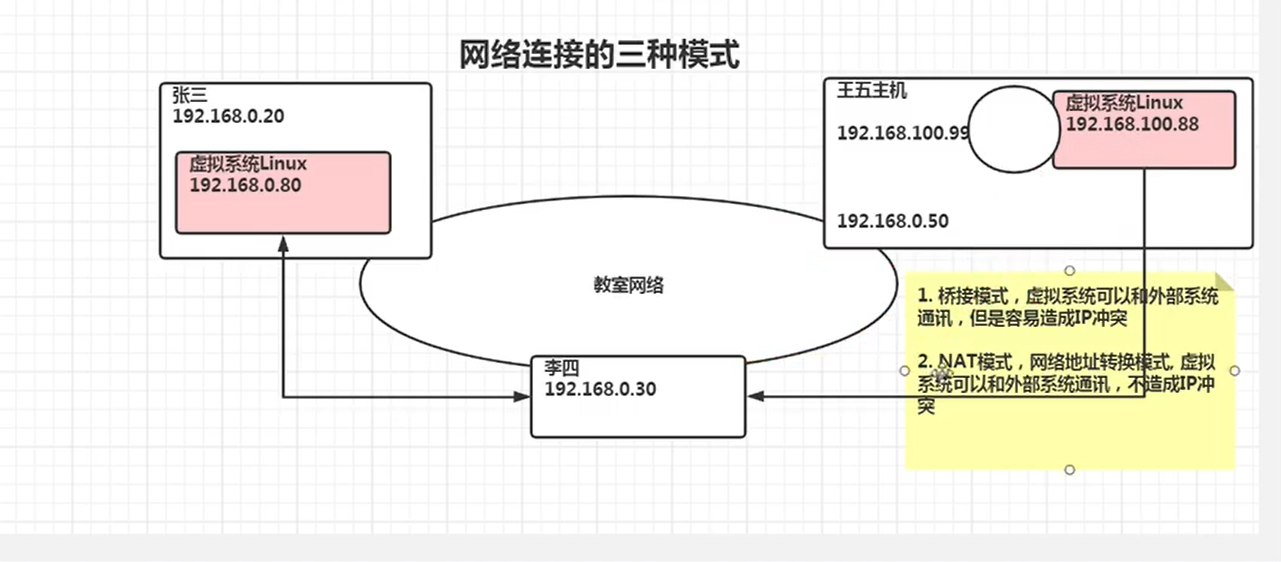 网络连接的三种模式
张三
192.168.0.20
虚拟系统Linux
192.168.0.80
王五主机
192.168.100.99
虚拟系统Linux
192.168.100.88
192.168.0.50
教室网络
李四
192.168.0.30
1. 桥接模式，虚拟系统可以和外部系统
通讯，但是容易造成IP冲突
2. NAT模式，网络地址转换模式, 虚拟
系统可以和外部系统通讯，不造成IP冲
突